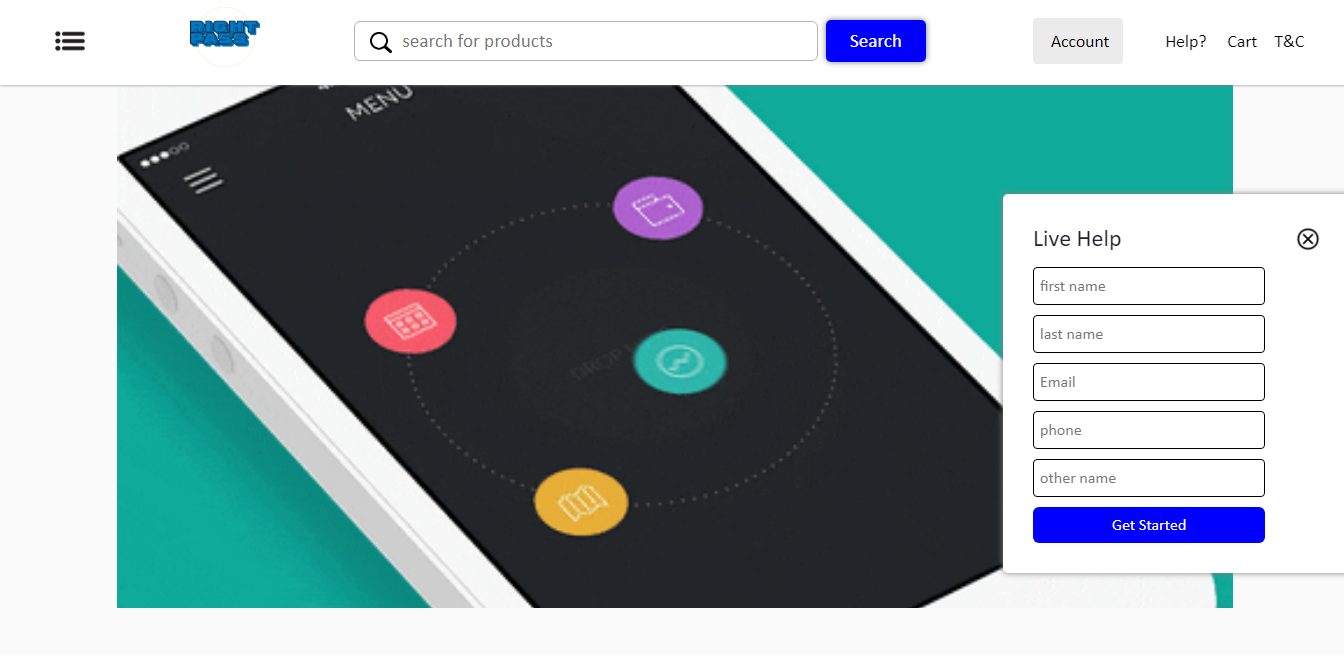 RIGHT
PASS
search for products
Search
Account
Help?
Cart
T&C
MENU
DROP
Live Help
first name
last name
Email
phone
other name
Get Started